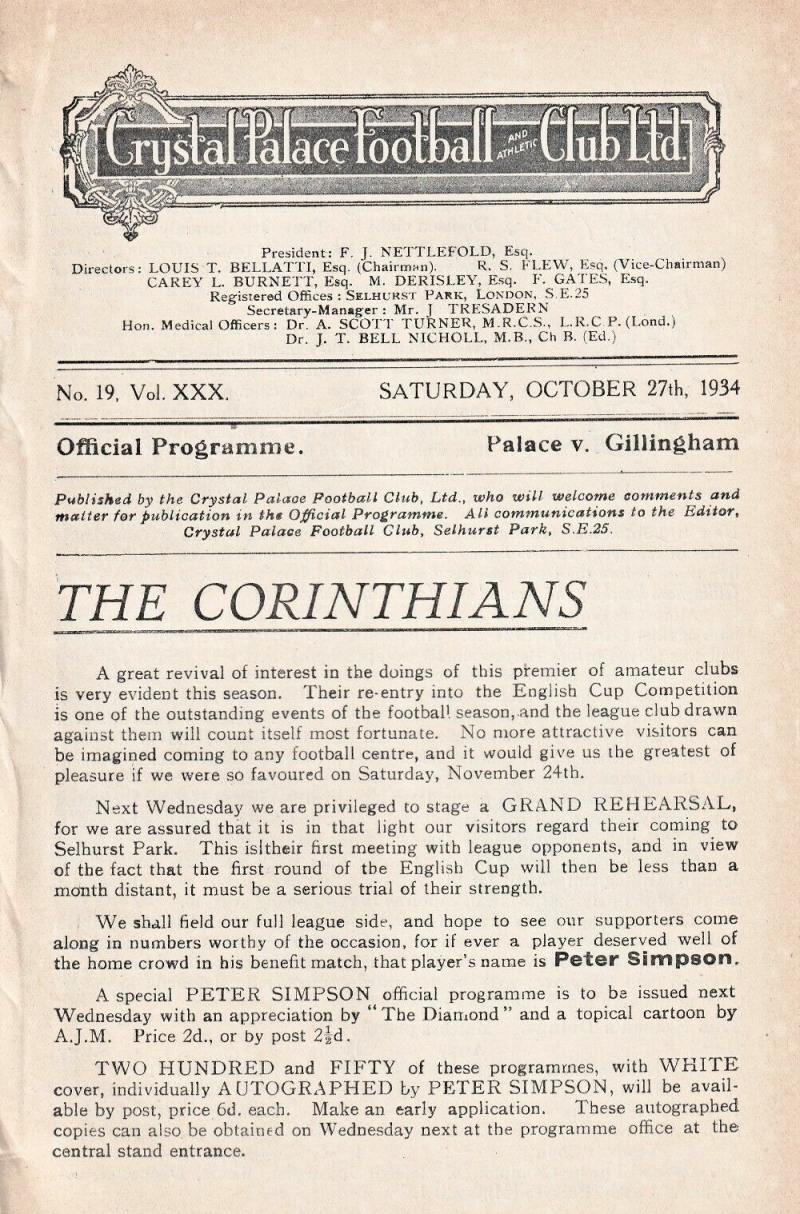 Crystal Palace Football AND ATHLETIC Club Ltd.
President: F. J. NETTLEFOLD, Esq.
Directors: LOUIS T. BELLATTI, Esq. (Chairman). R. S. FLEW, Esq. (Vice-Chairman)
CAREY L. BURNETT, Esq. M. DERISLEY, Esq. F. GATES, Esq.
Registered Offices: SELHURST PARK, LONDON, S.E.25
Secretary-Manager: Mr. J TRESADERN
Hon. Medical Officers: Dr. A. SCOTT TURNER, M.R.C.S., L.R.C P. (Lond.)
Dr. J. T. BELL NICHOLL, M.B., Ch B. (Ed.)
No. 19, Vol. XXX. SATURDAY, OCTOBER 27th, 1934
Official Programme. Palace v. Gillingham
Published by the Crystal Palace Football Club, Ltd., who will welcome comments and
matter for publication in the Official Programme. All communications to the Editor,
Crystal Palace Football Club, Selhurst Park, S.E.25.
THE CORINTHIANS
A great revival of interest in the doings of this premier of amateur clubs
is very evident this season. Their re-entry into the English Cup Competition
is one of the outstanding events of the football season, and the league club drawn
against them will count itself most fortunate. No more attractive visitors can
be imagined coming to any football centre, and it would give us the greatest of
pleasure if we were so favoured on Saturday, November 24th.
Next Wednesday we are privileged to stage a GRAND REHEARSAL,
for we are assured that it is in that light our visitors regard their coming to
Selhurst Park. This is their first meeting with league opponents, and in view
of the fact that the first round of the English Cup will then be less than a
month distant, it must be a serious trial of their strength.
We shall field our full league side, and hope to see our supporters come
along in numbers worthy of the occasion, for if ever a player deserved well of
the home crowd in his benefit match, that player's name is Peter Simpson.
A special PETER SIMPSON official programme is to be issued next
Wednesday with an appreciation by "The Diamond" and a topical cartoon by
A.J.M. Price 2d., or by post 2½d.
TWO HUNDRED and FIFTY of these programmes, with WHITE
cover, individually AUTOGRAPHED by PETER SIMPSON, will be avail-
able by post, price 6d. each. Make an early application. These autographed
copies can also be obtained on Wednesday next at the programme office at the
central stand entrance.